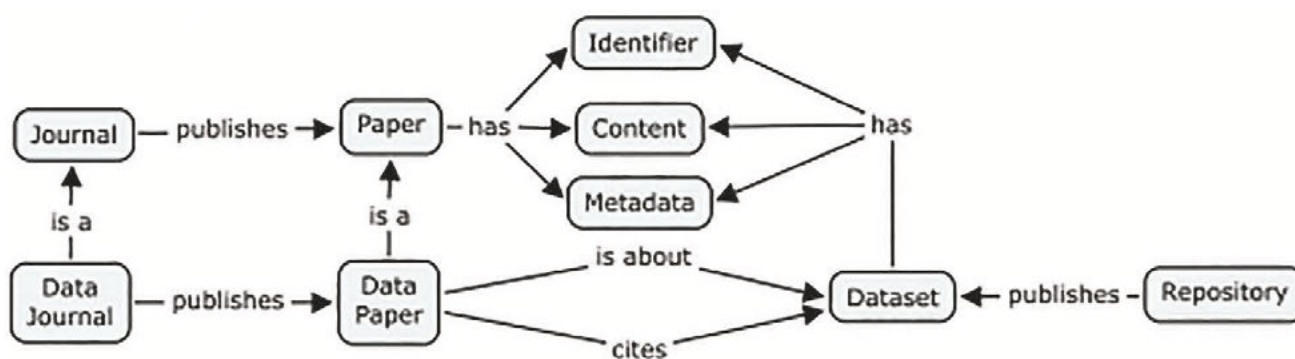 Identifier
Journal
publishes
Paper
has
Content
has
Metadata
is a
is a
is about
Data
Journal
publishes
Data
Paper
Dataset
publishes
Repository
cites